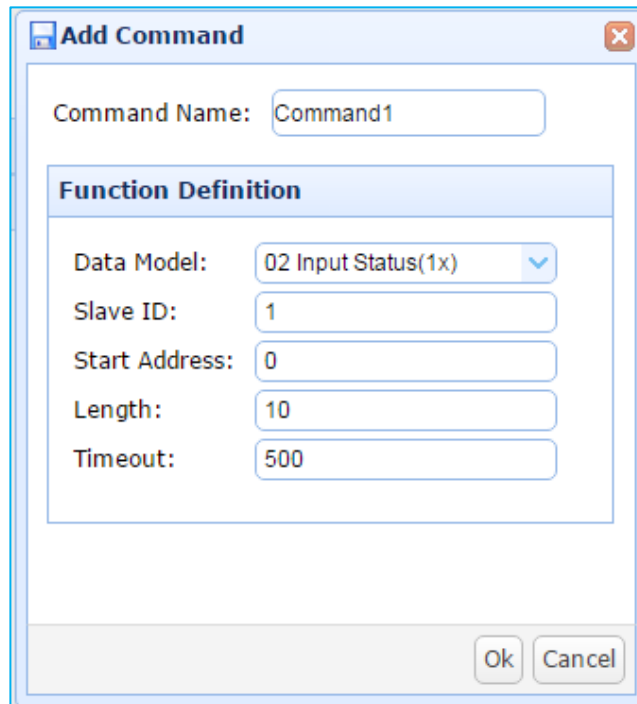 Add Command
Command Name: Command1
Function Definition
Data Model: 02 Input Status(1x)
Slave ID: 1
Start Address: 0
Length: 10
Timeout: 500
Ok Cancel